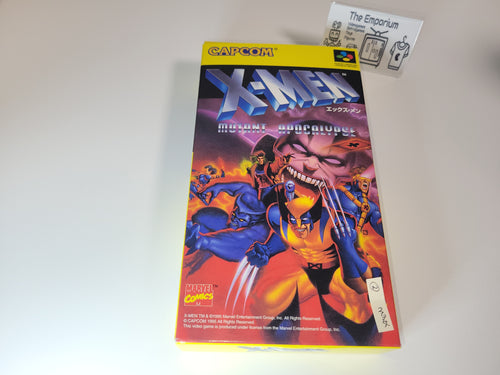 The Emporium
CAPCOM
X-MEN
エックス・メン
MUTANT APOCALYPSE
MARVEL
COMICS
X-MEN TM & ©1995 Marvel Entertainment Group, Inc. All Rights Reserved.
© CAPCOM 1995 All Rights Reserved.
This video game is produced under license from the Marvel Entertainment Group, Inc.